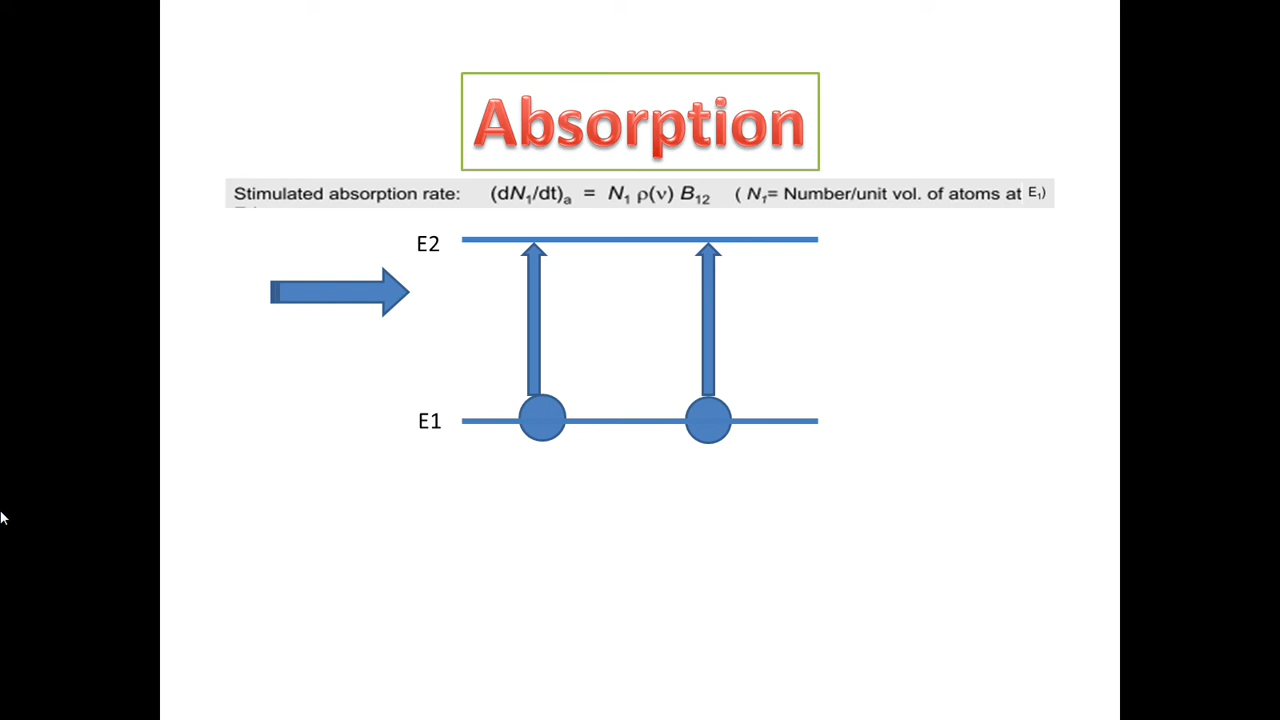 Absorption
Stimulated absorption rate: (dN₁/dt)ₐ = N₁ ρ(ν) B₁₂ ( N₁= Number/unit vol. of atoms at E₁)
E2
E1